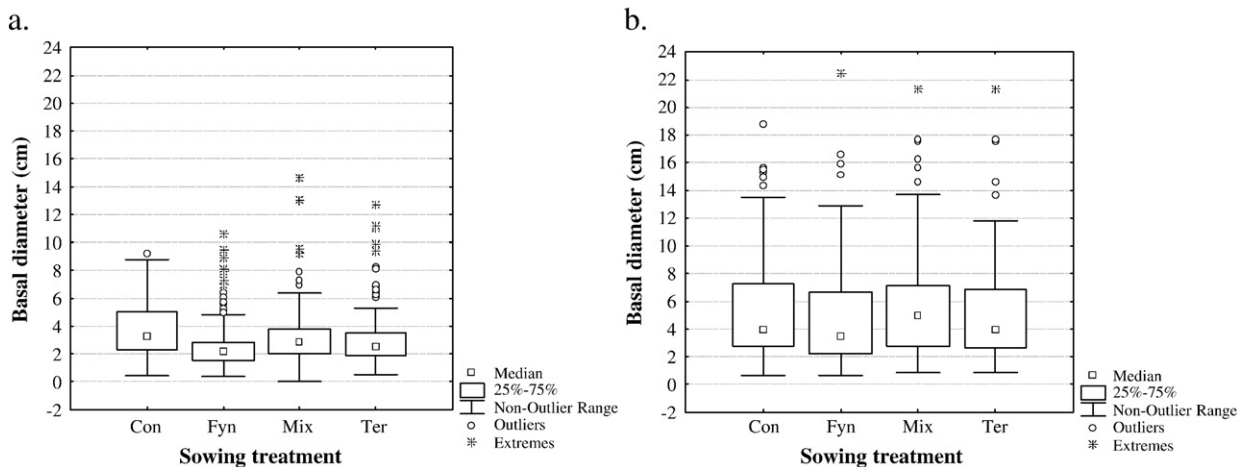 a.
24
22
20
18
16
14
12
10
8
6
4
2
0
-2
Basal diameter (cm)
Con Fyn Mix Ter
Sowing treatment
Median
25%-75%
Non-Outlier Range
Outliers
Extremes
b.
24
22
20
18
16
14
12
10
8
6
4
2
0
-2
Basal diameter (cm)
Con Fyn Mix Ter
Sowing treatment
Median
25%-75%
Non-Outlier Range
Outliers
Extremes